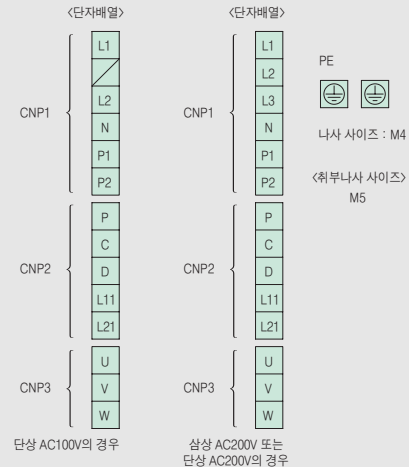 〈단자배열〉
CNP1
L1
L2
N
P1
P2
CNP2
P
C
D
L11
L21
CNP3
U
V
W
단상 AC100V의 경우
〈단자배열〉
CNP1
L1
L2
L3
N
P1
P2
CNP2
P
C
D
L11
L21
CNP3
U
V
W
삼상 AC200V 또는
단상 AC200V의 경우
PE
나사 사이즈 : M4
〈취부나사 사이즈〉
M5